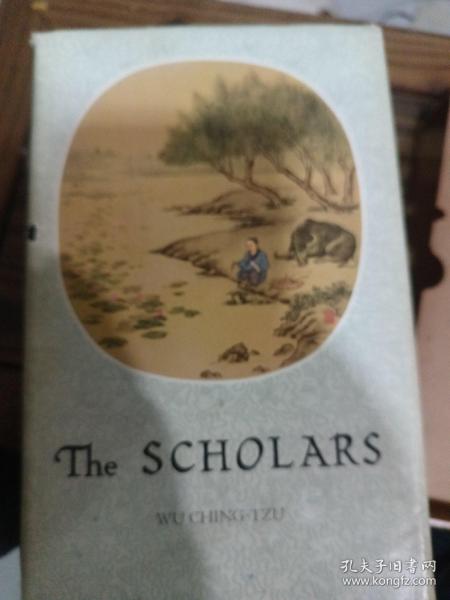 The SCHOLARS
WU CHING-TZU
孔夫子旧书网
www.kongfz.com